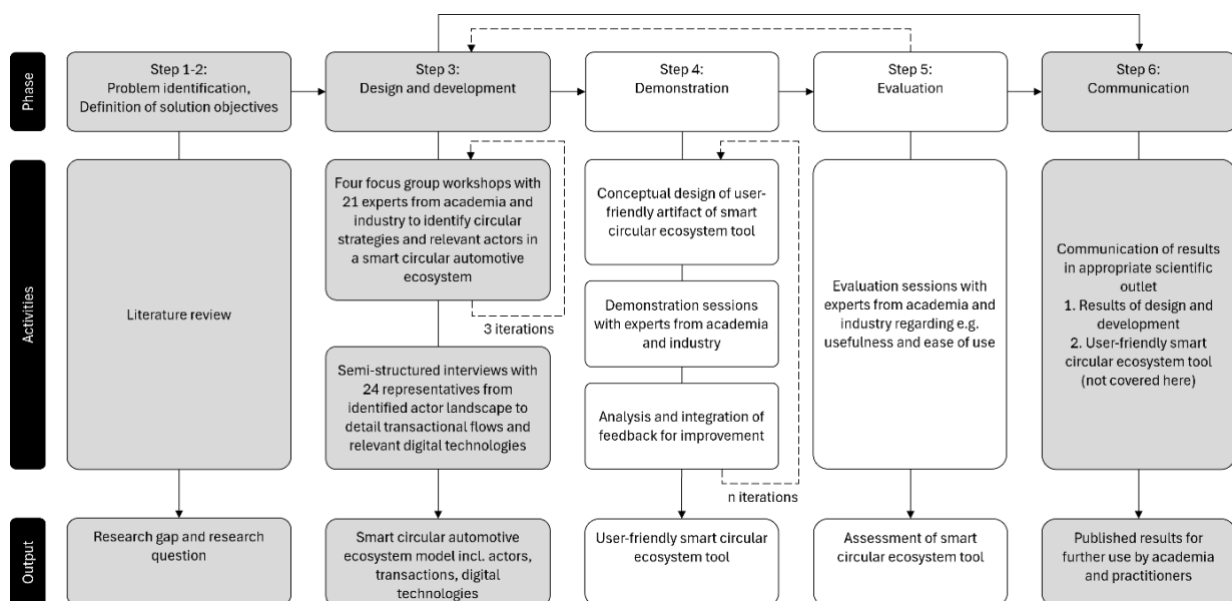 Phase
Step 1-2:
Problem identification,
Definition of solution objectives
Step 3:
Design and development
Step 4:
Demonstration
Step 5:
Evaluation
Step 6:
Communication
Activities
Literature review
Four focus group workshops with
21 experts from academia and
industry to identify circular
strategies and relevant actors in
a smart circular automotive
ecosystem
3 iterations
Semi-structured interviews with
24 representatives from
identified actor landscape to
detail transactional flows and
relevant digital technologies
Conceptual design of user-
friendly artifact of smart
circular ecosystem tool
Demonstration sessions
with experts from academia
and industry
Analysis and integration of
feedback for improvement
n iterations
Evaluation sessions with
experts from academia and
industry regarding e.g.
usefulness and ease of use
Communication of results
in appropriate scientific
outlet
1. Results of design and
development
2. User-friendly smart
circular ecosystem tool
(not covered here)
Output
Research gap and research
question
Smart circular automotive
ecosystem model incl. actors,
transactions, digital
technologies
User-friendly smart circular
ecosystem tool
Assessment of smart
circular ecosystem tool
Published results for
further use by academia
and practitioners